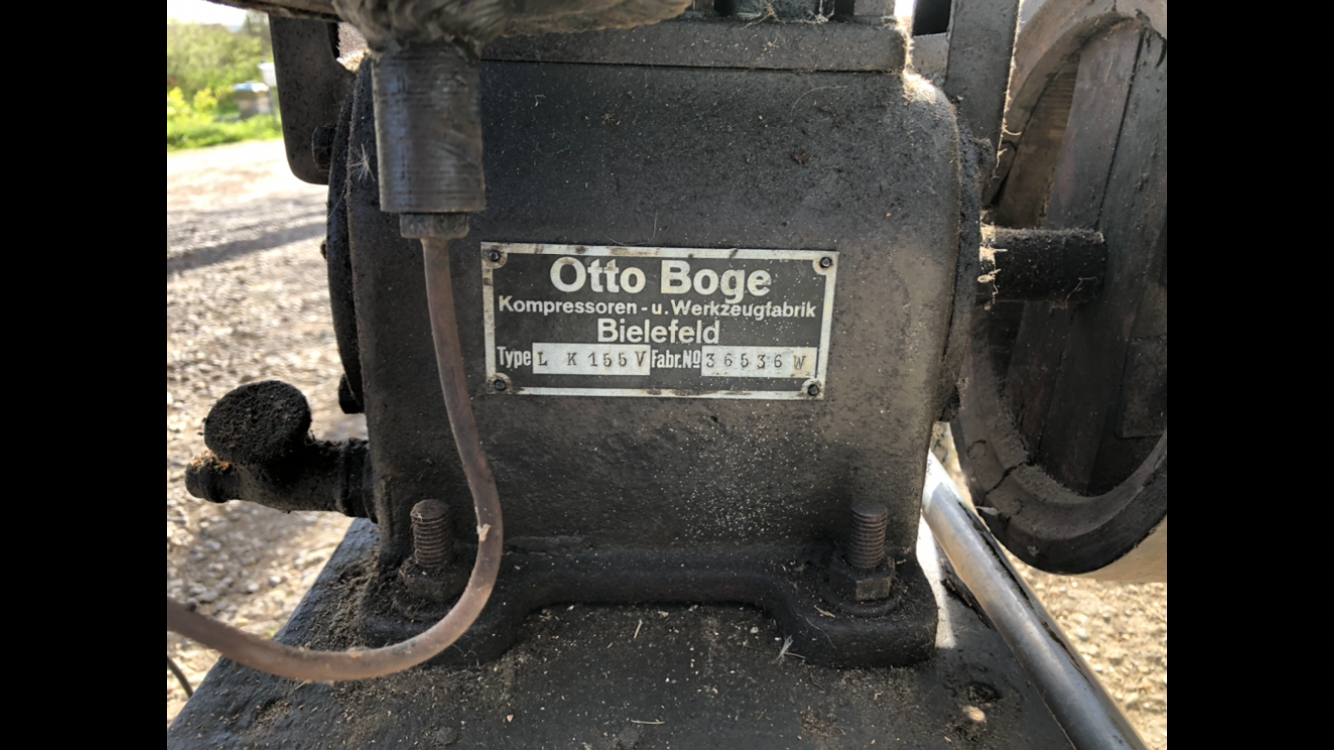 Otto Boge
Kompressoren - u. Werkzeugfabrik
Bielefeld
Type L K 155 V Fabr. No 36536 W